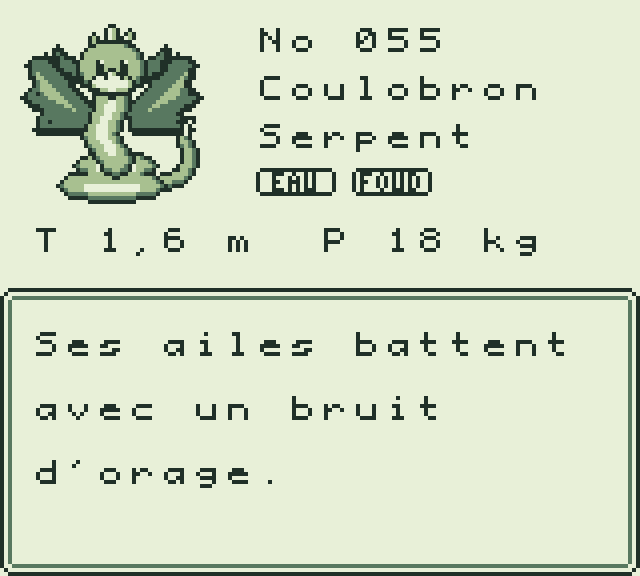 No 055
Coulobron
Serpent
EAU FOUD
T 1,6 m P 18 kg
Ses ailes battent
avec un bruit
d'orage.